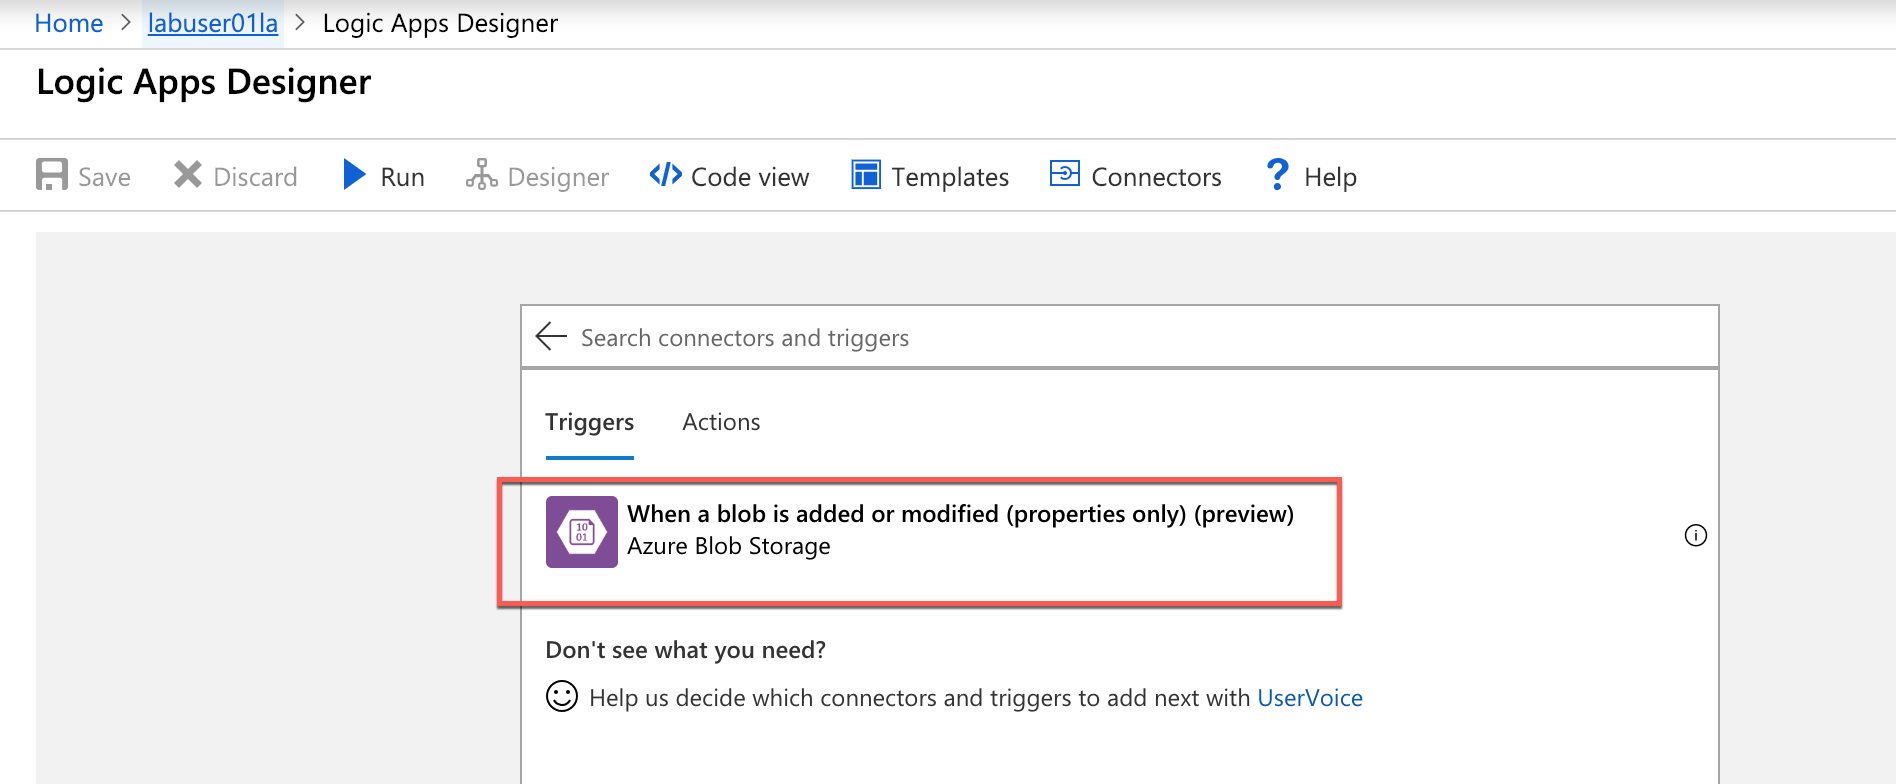 Home > labuser01la > Logic Apps Designer
Logic Apps Designer
Save Discard Run Designer Code view Templates Connectors Help
Search connectors and triggers
Triggers Actions
When a blob is added or modified (properties only) (preview)
10
01
Azure Blob Storage
Don't see what you need?
Help us decide which connectors and triggers to add next with UserVoice